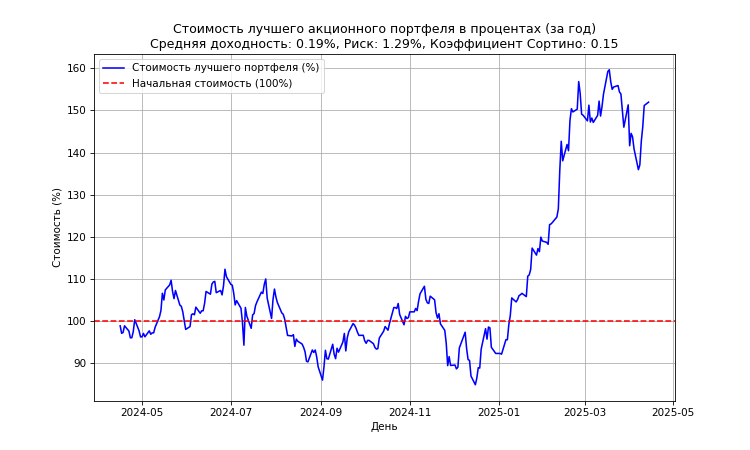 Стоимость лучшего акционного портфеля в процентах (за год)
Средняя доходность: 0.19%, Риск: 1.29%, Коэффициент Сортино: 0.15
Стоимость лучшего портфеля (%)
Начальная стоимость (100%)
Стоимость (%)
160
150
140
130
120
110
100
90
2024-05
2024-07
2024-09
2024-11
2025-01
2025-03
2025-05
День